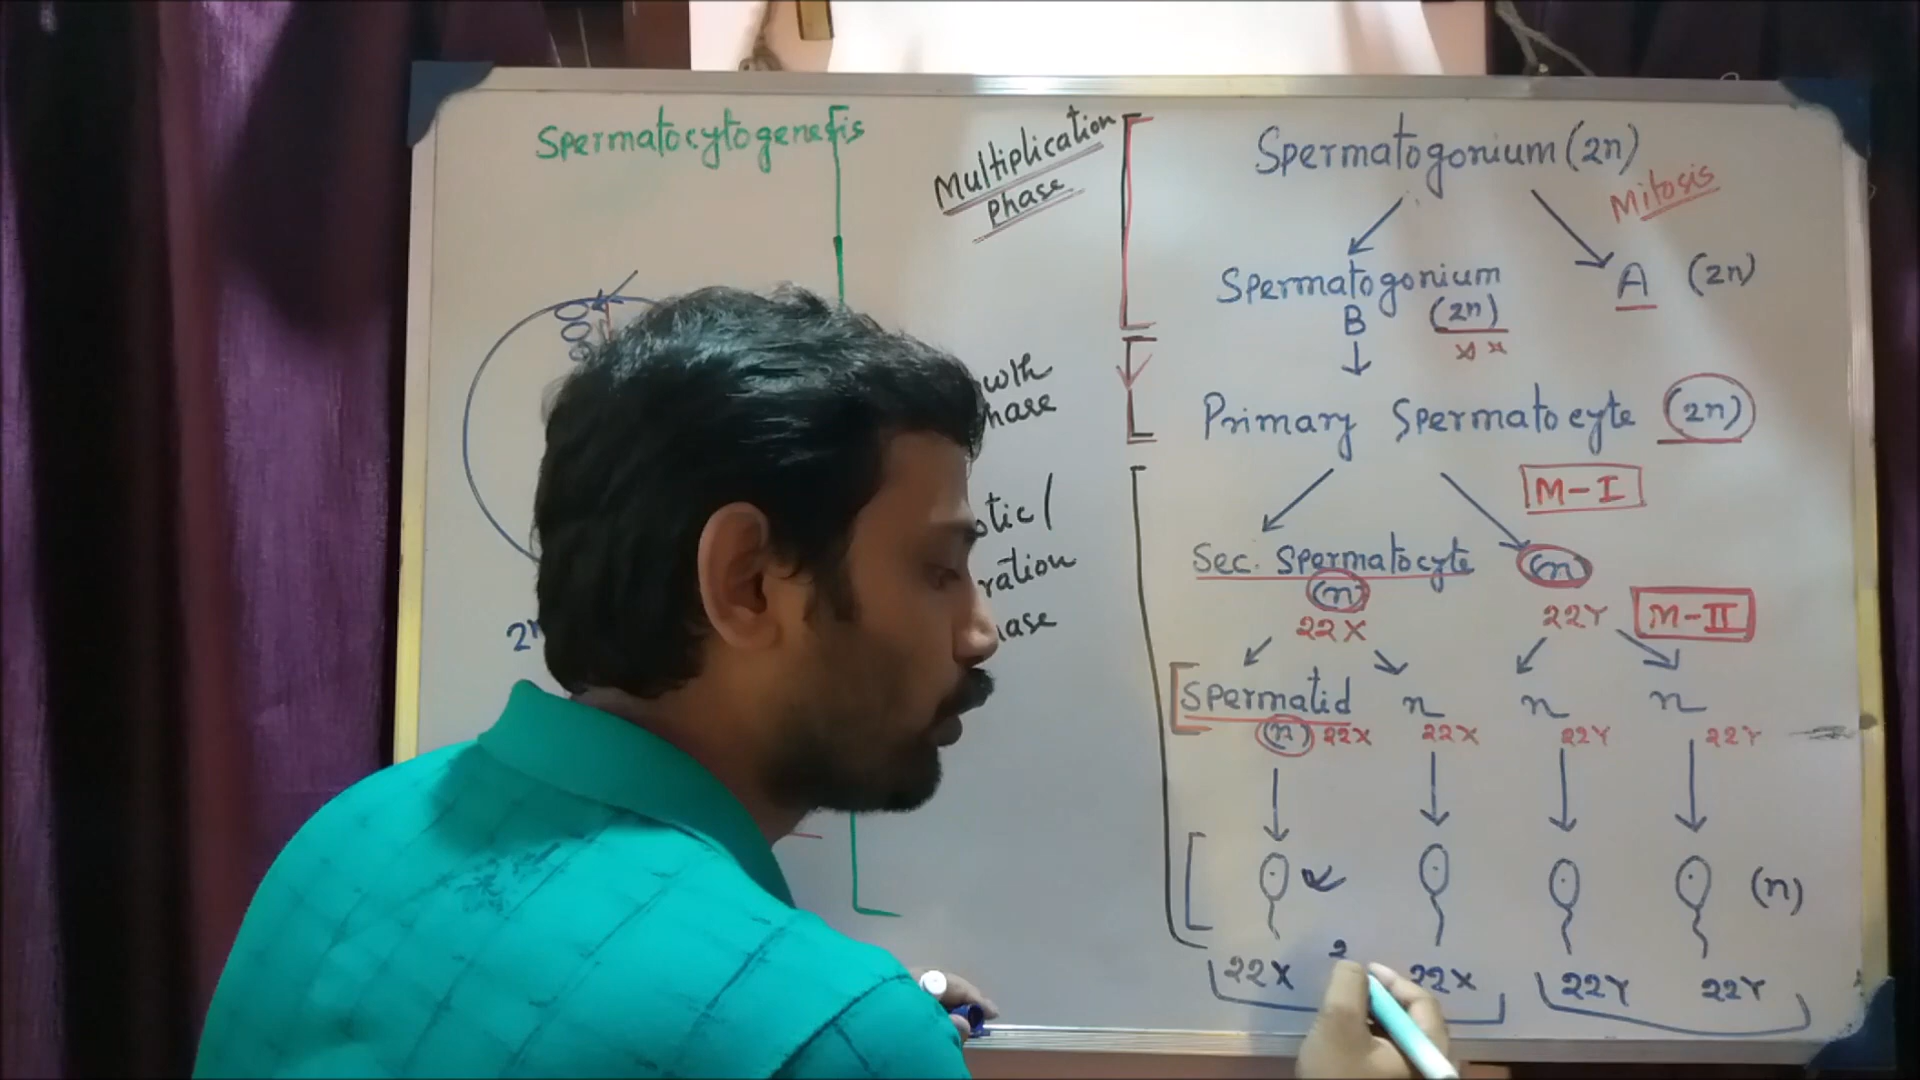 Spermatocytogenesis
Multiplication
Phase
Spermatogonium (2n)
Mitosis
Spermatogonium
B (2n)
A (2n)
Primary Spermatocyte (2n)
M-I
Sec. Spermatocyte (n)
(n)
22X 22Y M-II
Spermatid n n n
(n) 22X 22X 22Y 22Y
(n)
22X 2 22X 22Y 22Y